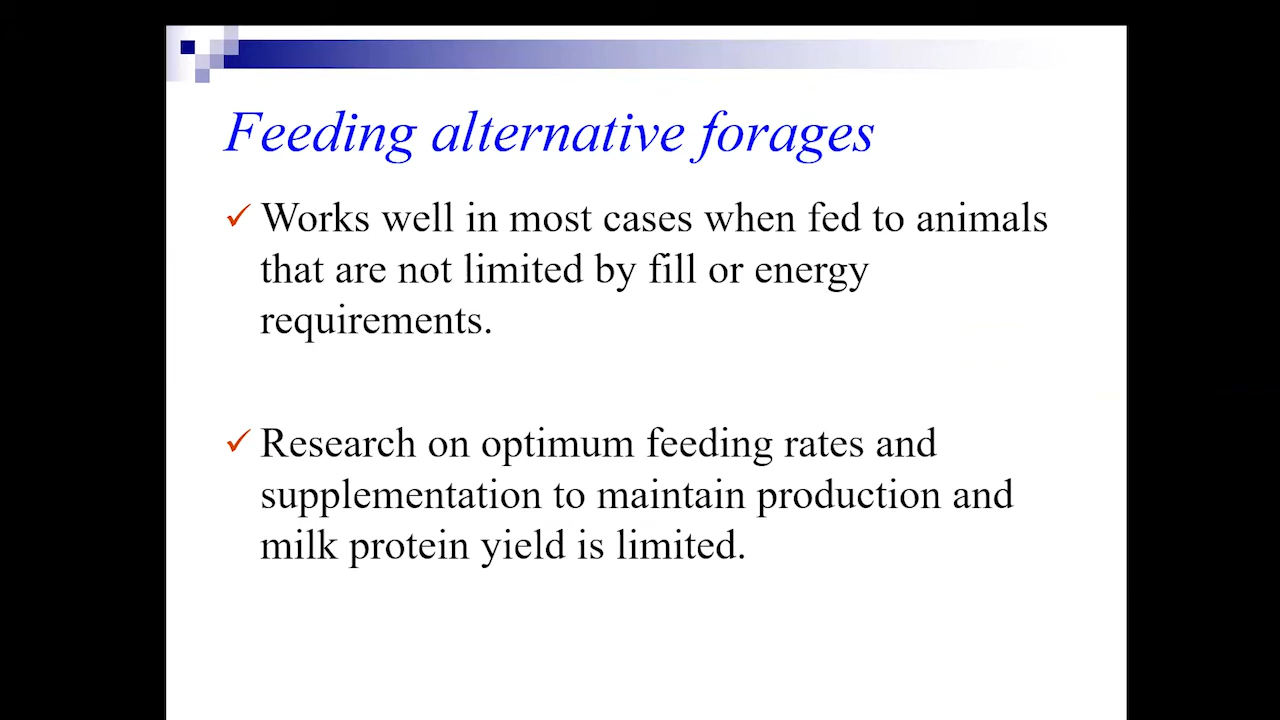 Feeding alternative forages
✓ Works well in most cases when fed to animals
that are not limited by fill or energy
requirements.
✓ Research on optimum feeding rates and
supplementation to maintain production and
milk protein yield is limited.